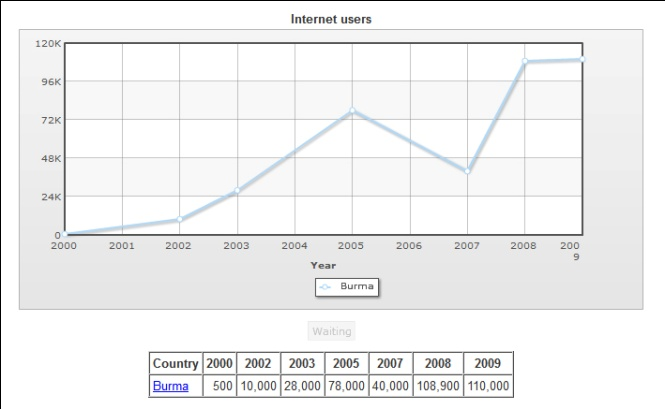 Internet users
120K
96K
72K
48K
24K
0
2000 2001 2002 2003 2004 2005 2006 2007 2008 200
9
Year
Burma
Waiting
Country 2000 2002 2003 2005 2007 2008 2009
Burma 500 10,000 28,000 78,000 40,000 108,900 110,000